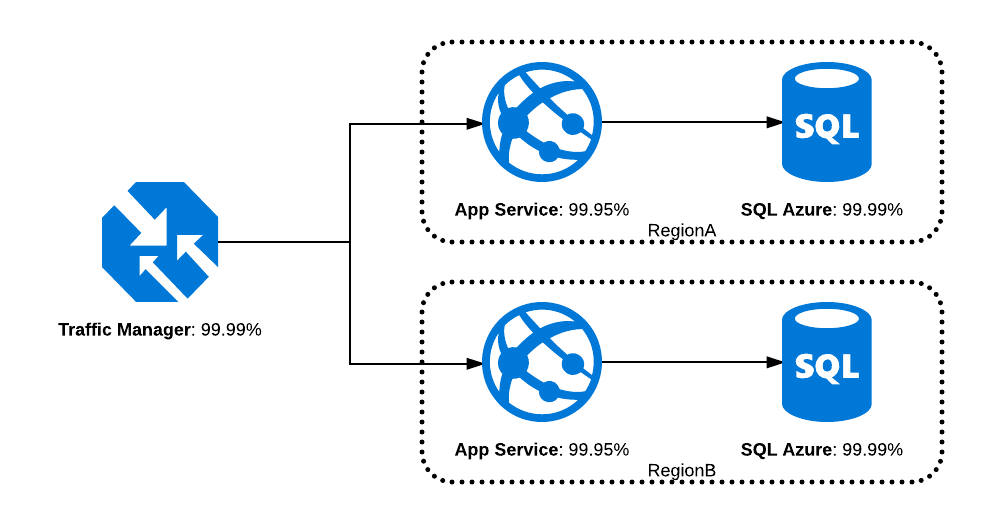 SQL
App Service: 99.95%
SQL Azure: 99.99%
RegionA
Traffic Manager: 99.99%
SQL
App Service: 99.95%
SQL Azure: 99.99%
RegionB